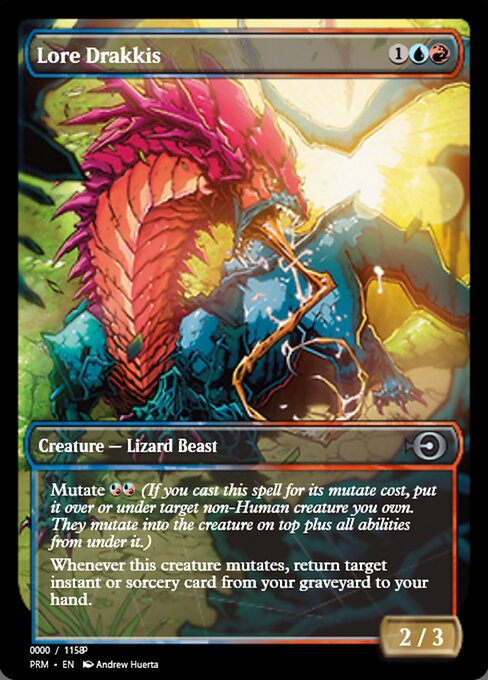 Lore Drakkis 1
Creature — Lizard Beast
Mutate (If you cast this spell for its mutate cost, put
it over or under target non-Human creature you own.
They mutate into the creature on top plus all abilities
from under it.)
Whenever this creature mutates, return target
instant or sorcery card from your graveyard to your
hand.
2/3
0000 / 1158P
PRM • EN Andrew Huerta